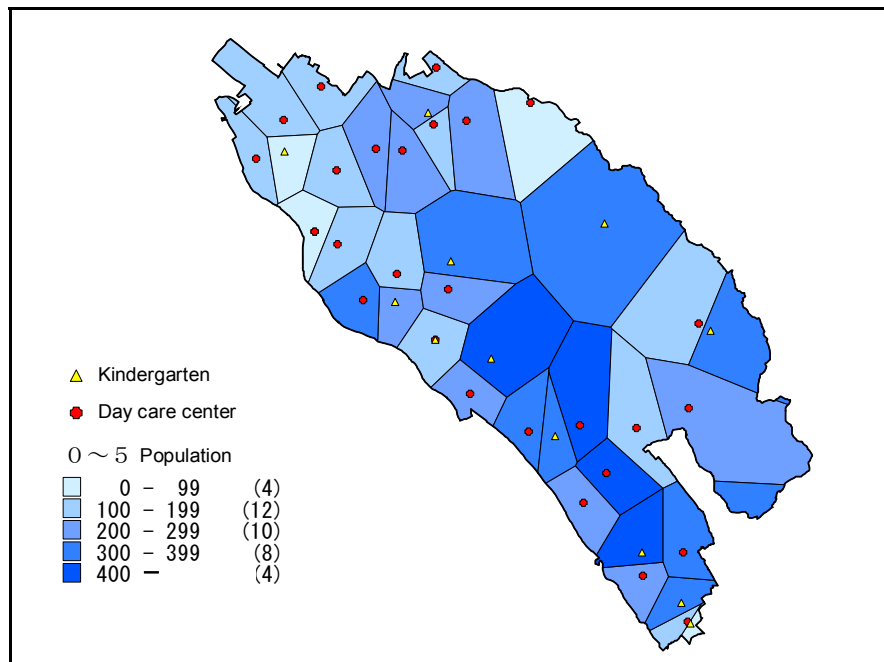 Kindergarten
Day care center
０～５ Population
0 - 99 (4)
100 - 199 (12)
200 - 299 (10)
300 - 399 (8)
400 ー (4)